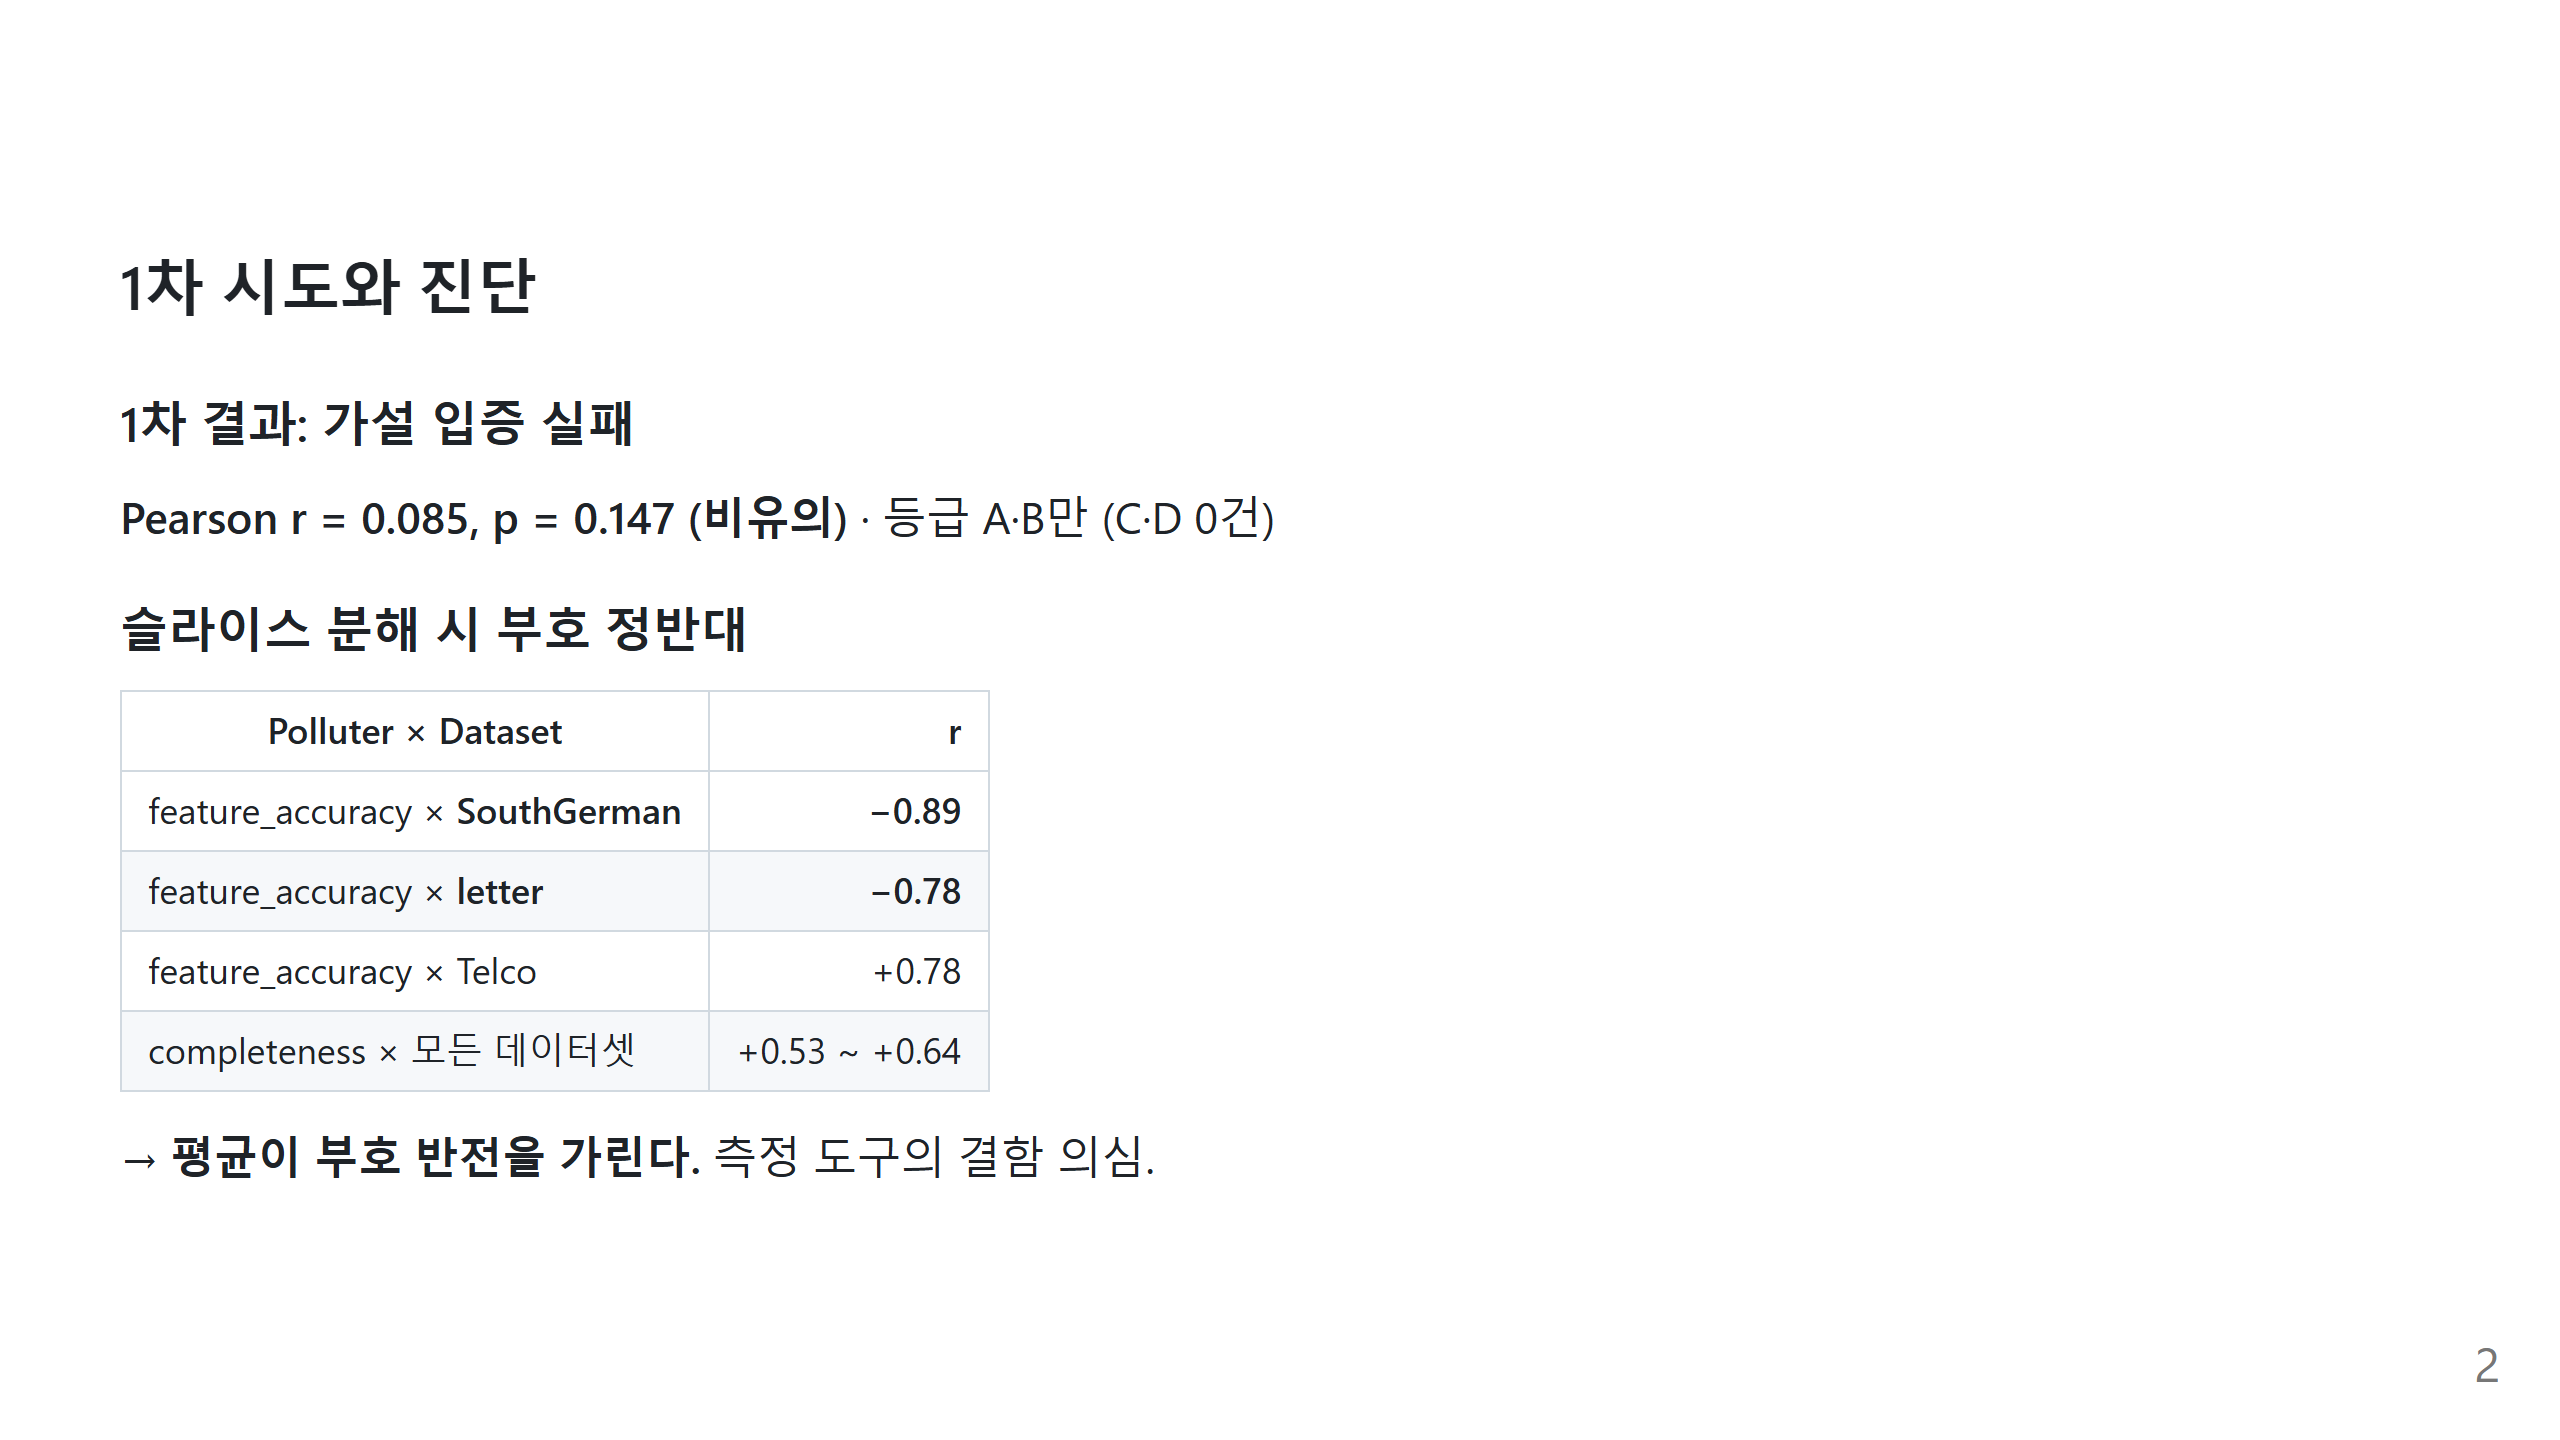 1차 시도와 진단
1차 결과: 가설 입증 실패
Pearson r = 0.085, p = 0.147 (비유의) · 등급 A·B만 (C·D 0건)
슬라이스 분해 시 부호 정반대
Polluter × Dataset r
feature_accuracy × SouthGerman −0.89
feature_accuracy × letter −0.78
feature_accuracy × Telco +0.78
completeness × 모든 데이터셋 +0.53 ~ +0.64
→ 평균이 부호 반전을 가린다. 측정 도구의 결함 의심.
2